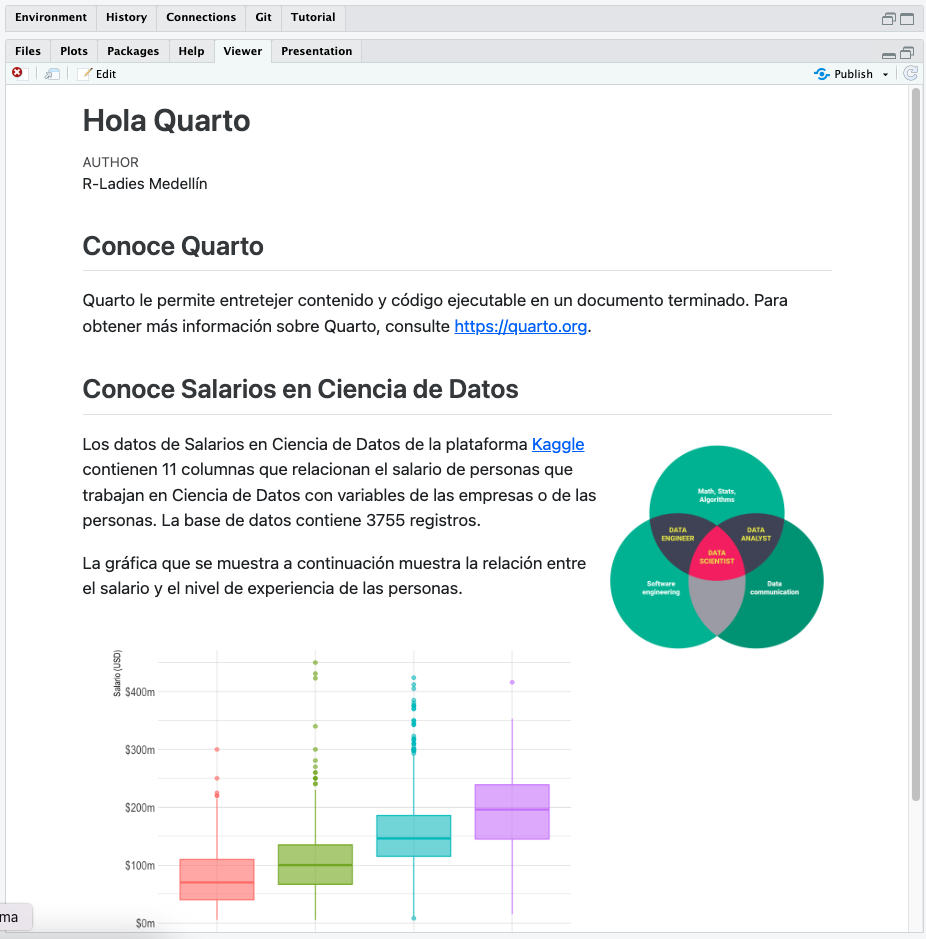 Environment History Connections Git Tutorial
Files Plots Packages Help Viewer Presentation
Edit Publish
Hola Quarto
AUTHOR
R-Ladies Medellín
Conoce Quarto
Quarto le permite entretejer contenido y código ejecutable en un documento terminado. Para
obtener más información sobre Quarto, consulte https://quarto.org.
Conoce Salarios en Ciencia de Datos
Los datos de Salarios en Ciencia de Datos de la plataforma Kaggle
contienen 11 columnas que relacionan el salario de personas que
trabajan en Ciencia de Datos con variables de las empresas o de las
personas. La base de datos contiene 3755 registros.
La gráfica que se muestra a continuación muestra la relación entre
el salario y el nivel de experiencia de las personas.
Math, Stats,
Algorithms
DATA
ENGINEER
DATA
ANALYST
DATA
SCIENTIST
Software
engineering
Data
communication
Salario (USD)
$400m
$300m
$200m
$100m
$0m
ma